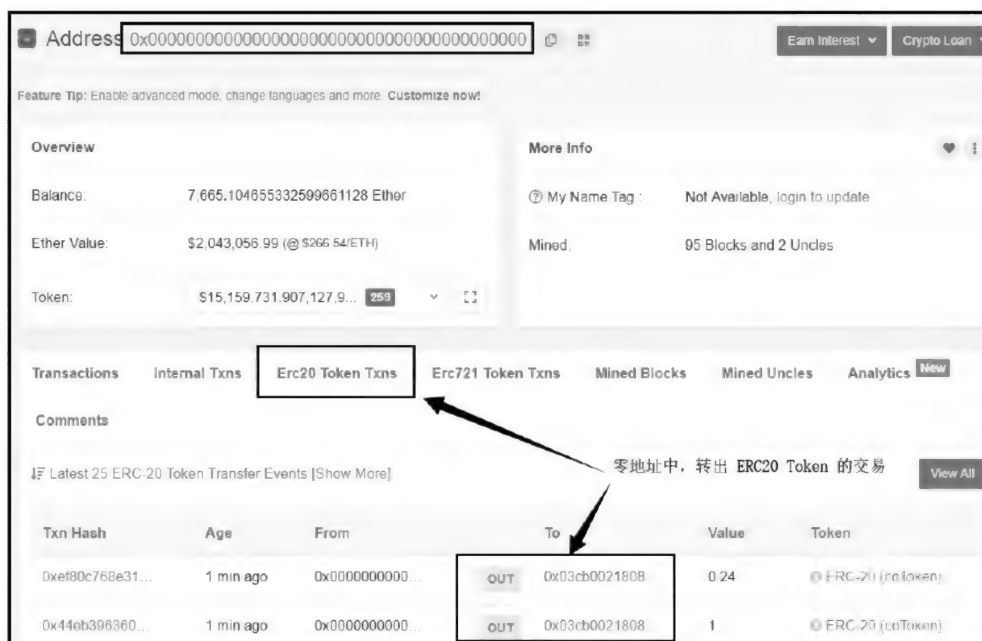 Address 0x0000000000000000000000000000000000000000
Earn Interest
Crypto Loan
Feature Tip: Enable advanced mode, change languages and more. Customize now!
Overview
More Info
Balance: 7,665.104655332599661128 Ether
My Name Tag : Not Available, login to update
Ether Value: $2,043,056.99 (@ $266.54/ETH)
Mined: 95 Blocks and 2 Uncles
Token: $15,159,731,907,127,9... 259
Transactions Internal Txns Erc20 Token Txns Erc721 Token Txns Mined Blocks Mined Uncles Analytics New
Comments
零地址中，转出 ERC20 Token 的交易
Latest 25 ERC-20 Token Transfer Events [Show More]
View All
Txn Hash Age From To Value Token
0xef80c768e31... 1 min ago 0x0000000000... OUT 0x03cb0021808... 0.24 ERC-20
0x44eb396360... 1 min ago 0x0000000000... OUT 0x03cb0021808... 1 ERC-20